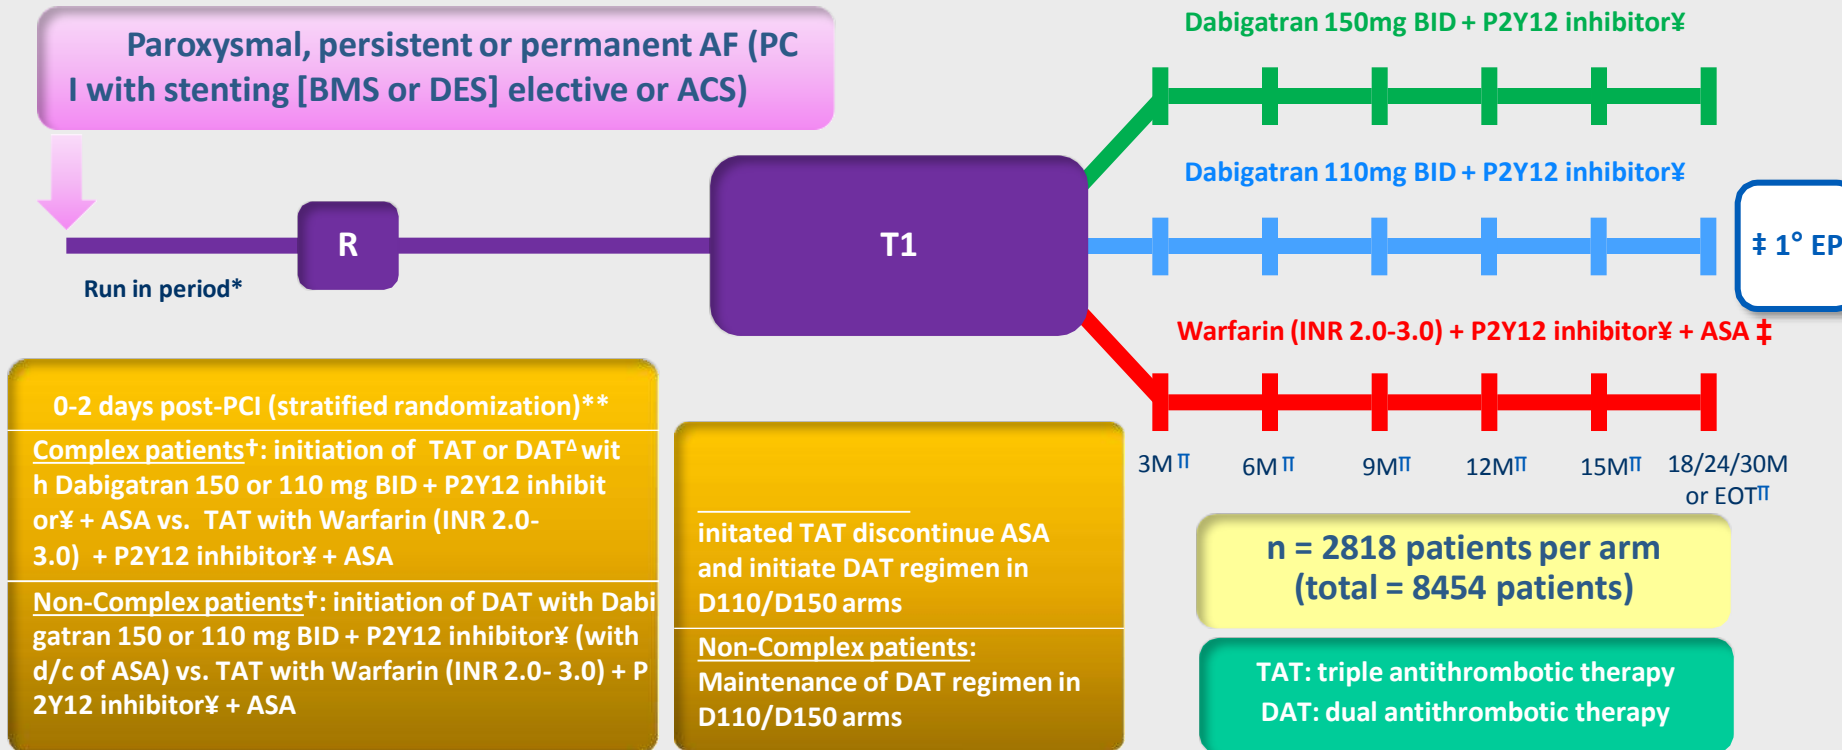 Paroxysmal, persistent or permanent AF (PC
I with stenting [BMS or DES] elective or ACS)
Run in period*
R
T1
Dabigatran 150mg BID + P2Y12 inhibitor¥
Dabigatran 110mg BID + P2Y12 inhibitor¥
‡ 1° EP
Warfarin (INR 2.0-3.0) + P2Y12 inhibitor¥ + ASA ‡
3M π 6M π 9Mπ 12Mπ 15Mπ 18/24/30M
or EOTπ
0-2 days post-PCI (stratified randomization)**
Complex patients†: initiation of TAT or DATΔ wit
h Dabigatran 150 or 110 mg BID + P2Y12 inhibit
or¥ + ASA vs. TAT with Warfarin (INR 2.0-
3.0) + P2Y12 inhibitor¥ + ASA
Non-Complex patients†: initiation of DAT with Dabi
gatran 150 or 110 mg BID + P2Y12 inhibitor¥ (with
d/c of ASA) vs. TAT with Warfarin (INR 2.0- 3.0) + P
2Y12 inhibitor¥ + ASA
initated TAT discontinue ASA
and initiate DAT regimen in
D110/D150 arms
Non-Complex patients:
Maintenance of DAT regimen in
D110/D150 arms
n = 2818 patients per arm
(total = 8454 patients)
TAT: triple antithrombotic therapy
DAT: dual antithrombotic therapy